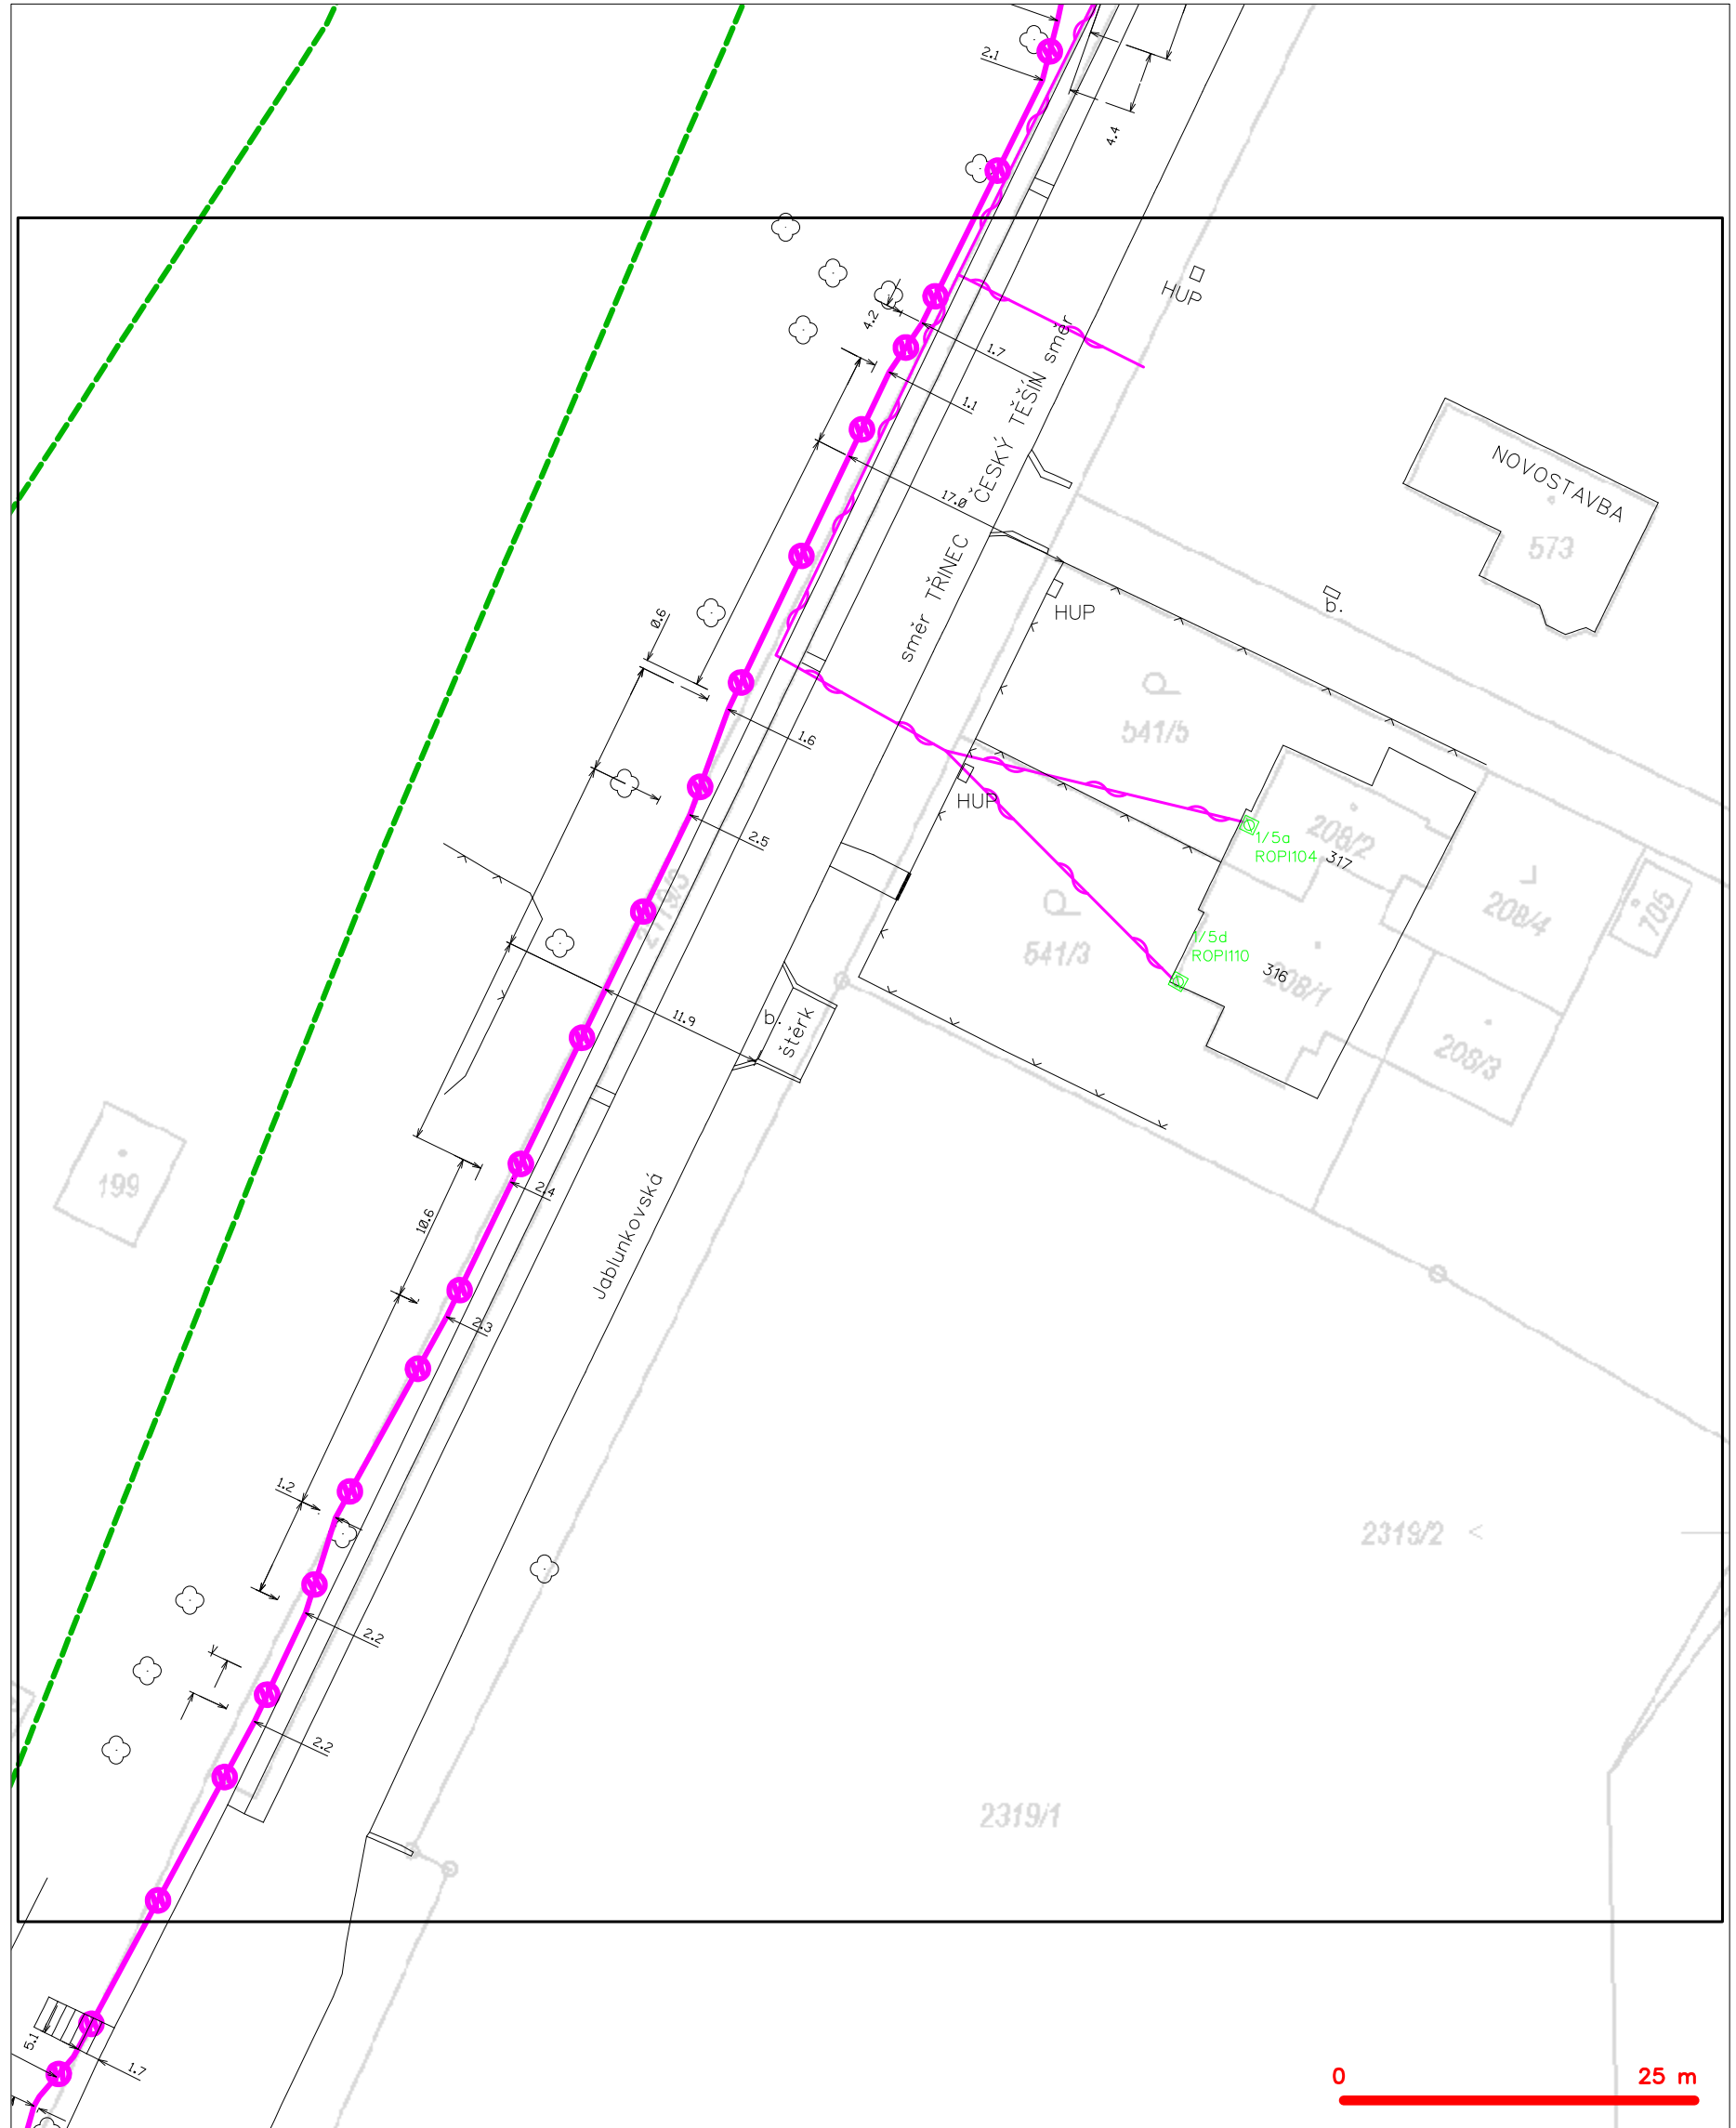 2.1
4.4
HUP
4.2
1.7
směr ČESKÝ TĚŠÍN
1.1
NOVOSTAVBA
573
17.0
směr TŘINEC
b.
HUP
0.6
541/5
1.6
HUP
2.5
208/2
1/5a
ROPI104
317
208/4
705
541/3
1/5d
ROPI110
316
208/1
11.9
b.
štěrk
208/3
199
2.4
10.6
Jablunkovská
2.3
1.2
2319/2
2.2
2.2
2319/1
5.1
1.7
0 25 m